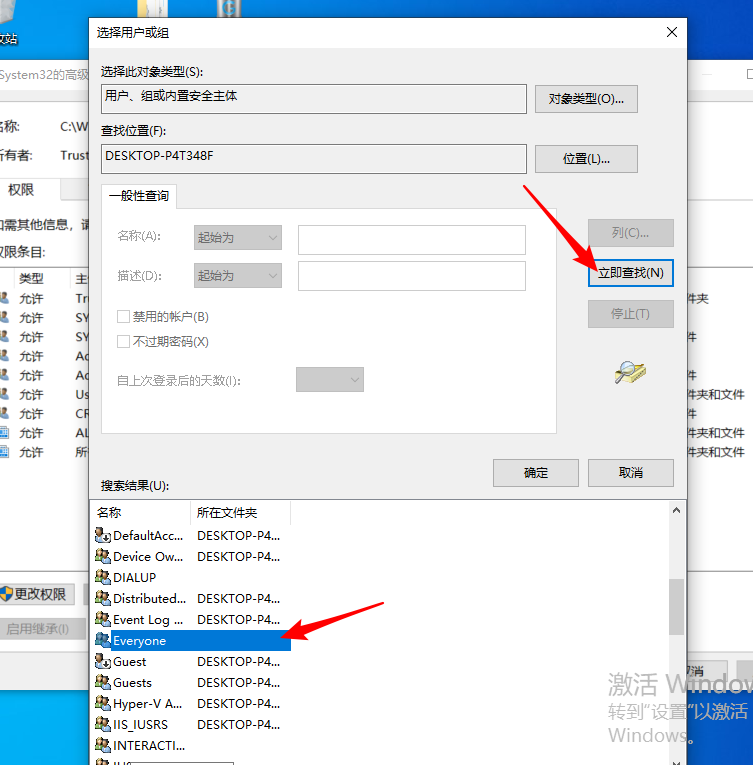 选择用户或组
选择此对象类型(S):
用户、组或内置安全主体
对象类型(O)...
查找位置(F):
DESKTOP-P4T348F
位置(L)...
一般性查询
名称(A):
起始为
列(C)...
描述(D):
起始为
立即查找(N)
禁用的帐户(B)
停止(T)
不过期密码(X)
自上次登录后的天数(I):
确定
取消
搜索结果(U):
名称
所在文件夹
DefaultAcc...
DESKTOP-P4...
Device Ow...
DESKTOP-P4...
DIALUP
Distributed...
DESKTOP-P4...
Event Log ...
DESKTOP-P4...
Everyone
Guest
DESKTOP-P4...
Guests
DESKTOP-P4...
Hyper-V A...
DESKTOP-P4...
IIS_IUSRS
DESKTOP-P4...
INTERACTI...
System32的高级
名称:
C:\W
所有者:
Trust
权限
如需其他信息，请
权限条目:
类型
主
允许
Tr
允许
SY
允许
SY
允许
Ac
允许
Ac
允许
Us
允许
CR
允许
AL
允许
所
件夹
件夹和文件
件夹和文件
件夹和文件
更改权限
启用继承(I)
取消
激活 Window
转到"设置"以激活
Windows。